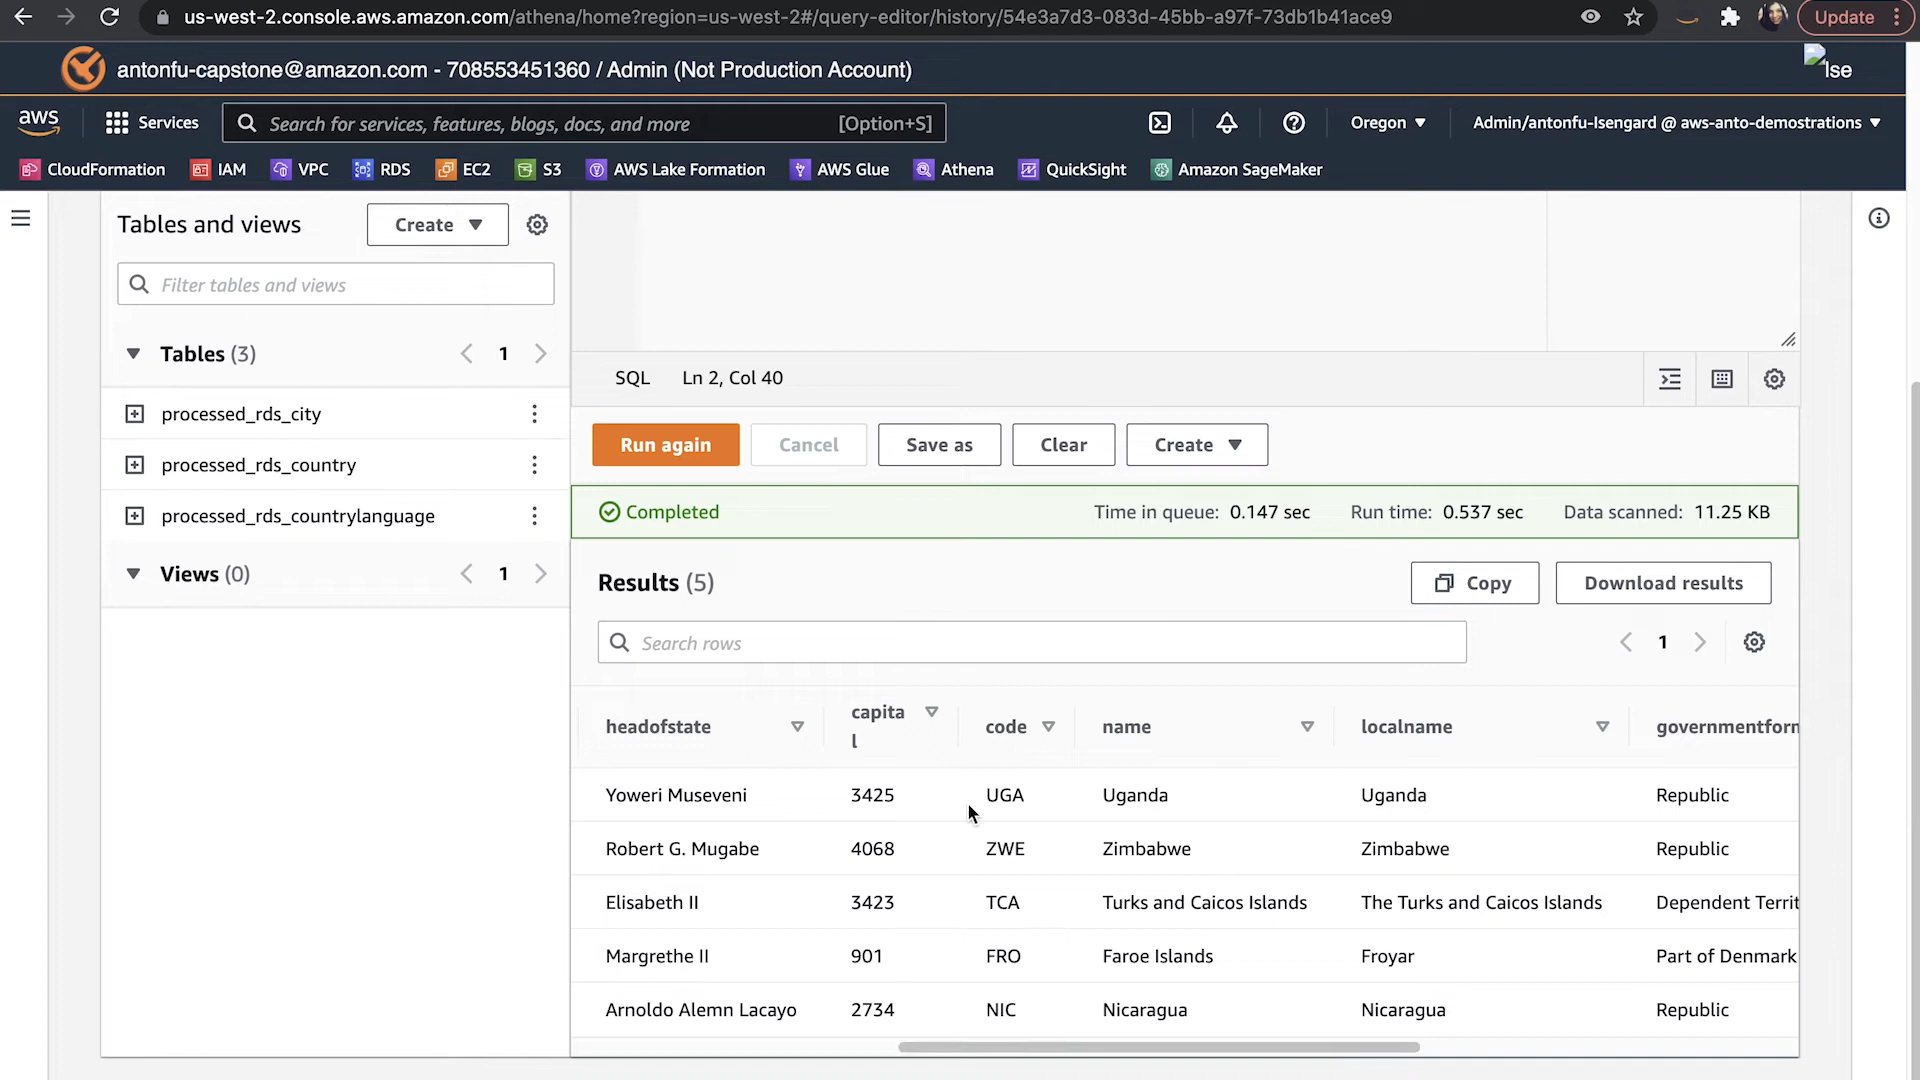 us-west-2.console.aws.amazon.com/athena/home?region=us-west-2#/query-editor/history/54e3a7d3-083d-45bb-a97f-73db1b41ace9
Update
antonfu-capstone@amazon.com - 708553451360 / Admin (Not Production Account)
Ise
aws
Services
Search for services, features, blogs, docs, and more
[Option+S]
Oregon
Admin/antonfu-Isengard @ aws-anto-demostrations
CloudFormation
IAM
VPC
RDS
EC2
S3
AWS Lake Formation
AWS Glue
Athena
QuickSight
Amazon SageMaker
Tables and views
Create
Filter tables and views
Tables (3)
1
processed_rds_city
processed_rds_country
processed_rds_countrylanguage
Views (0)
1
SQL
Ln 2, Col 40
Run again
Cancel
Save as
Clear
Create
Completed
Time in queue: 0.147 sec
Run time: 0.537 sec
Data scanned: 11.25 KB
Results (5)
Copy
Download results
Search rows
1
headofstate
capita
l
code
name
localname
governmentform
Yoweri Museveni 3425 UGA Uganda Uganda Republic
Robert G. Mugabe 4068 ZWE Zimbabwe Zimbabwe Republic
Elisabeth II 3423 TCA Turks and Caicos Islands The Turks and Caicos Islands Dependent Territ
Margrethe II 901 FRO Faroe Islands Froyar Part of Denmark
Arnoldo Alemn Lacayo 2734 NIC Nicaragua Nicaragua Republic